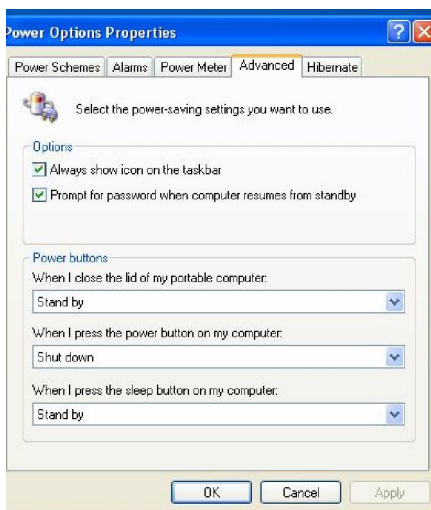 Power Options Properties
Power Schemes Alarms Power Meter Advanced Hibernate
Select the power-saving settings you want to use.
Options
Always show icon on the taskbar
Prompt for password when computer resumes from standby
Power buttons
When I close the lid of my portable computer:
Stand by
When I press the power button on my computer:
Shut down
When I press the sleep button on my computer:
Stand by
OK Cancel Apply